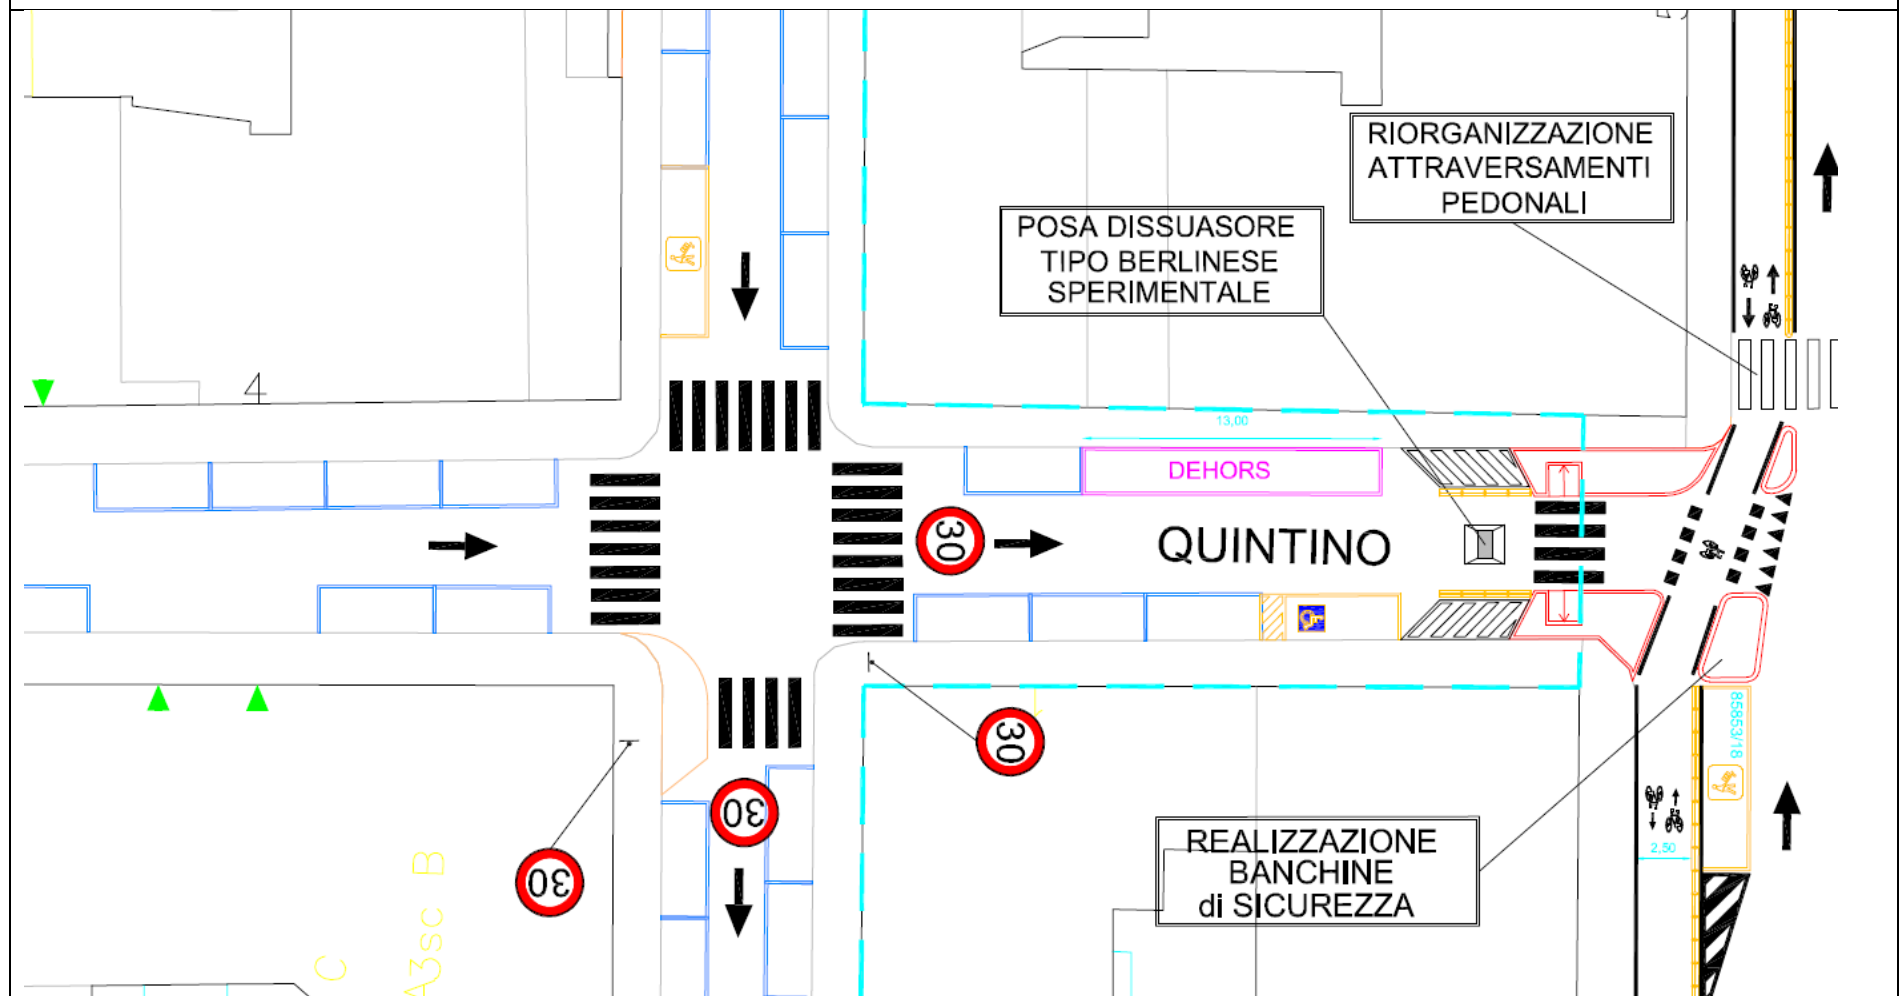 RIORGANIZZAZIONE
ATTRAVERSAMENTI
PEDONALI
POSA DISSUASORE
TIPO BERLINESE
SPERIMENTALE
4
13,00
DEHORS
30
QUINTINO
30
30
30
85853/18
REALIZZAZIONE
BANCHINE
di SICUREZZA
2,50
C
A3sc B